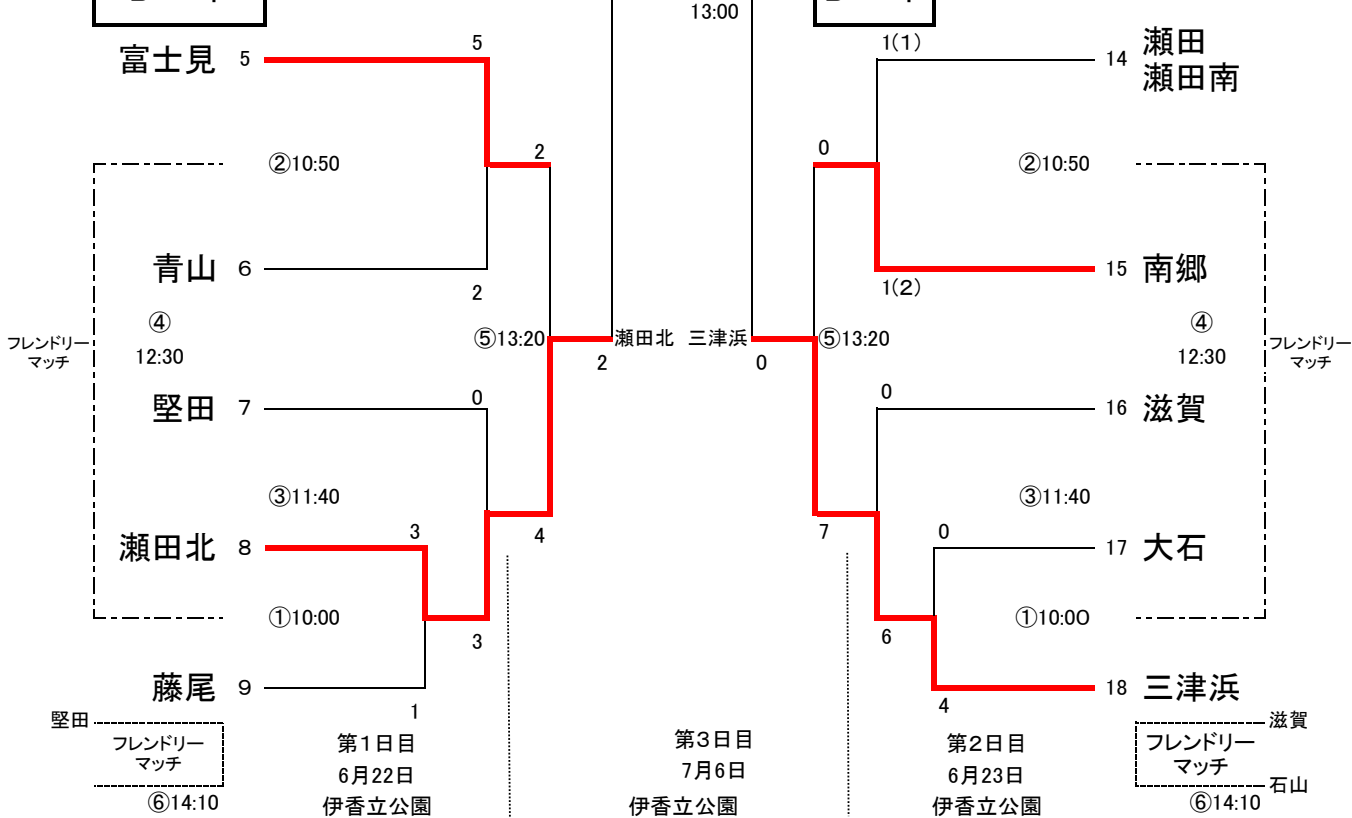 13:00
富士見 5
5
1(1)
14 瀬田
瀬田南
②10:50
2
0
②10:50
青山 6
2
1(2)
15 南郷
④
12:30
フレンドリー
マッチ
⑤13:20
瀬田北
2
三津浜
0
⑤13:20
④
12:30
フレンドリー
マッチ
堅田 7
0
0
16 滋賀
③11:40
③11:40
瀬田北 8
3
4
7
0
17 大石
①10:00
3
6
①10:00
藤尾 9
1
4
18 三津浜
堅田
フレンドリー
マッチ
⑥14:10
第1日目
6月22日
伊香立公園
第3日目
7月6日
伊香立公園
第2日目
6月23日
伊香立公園
滋賀
フレンドリー
マッチ
石山
⑥14:10